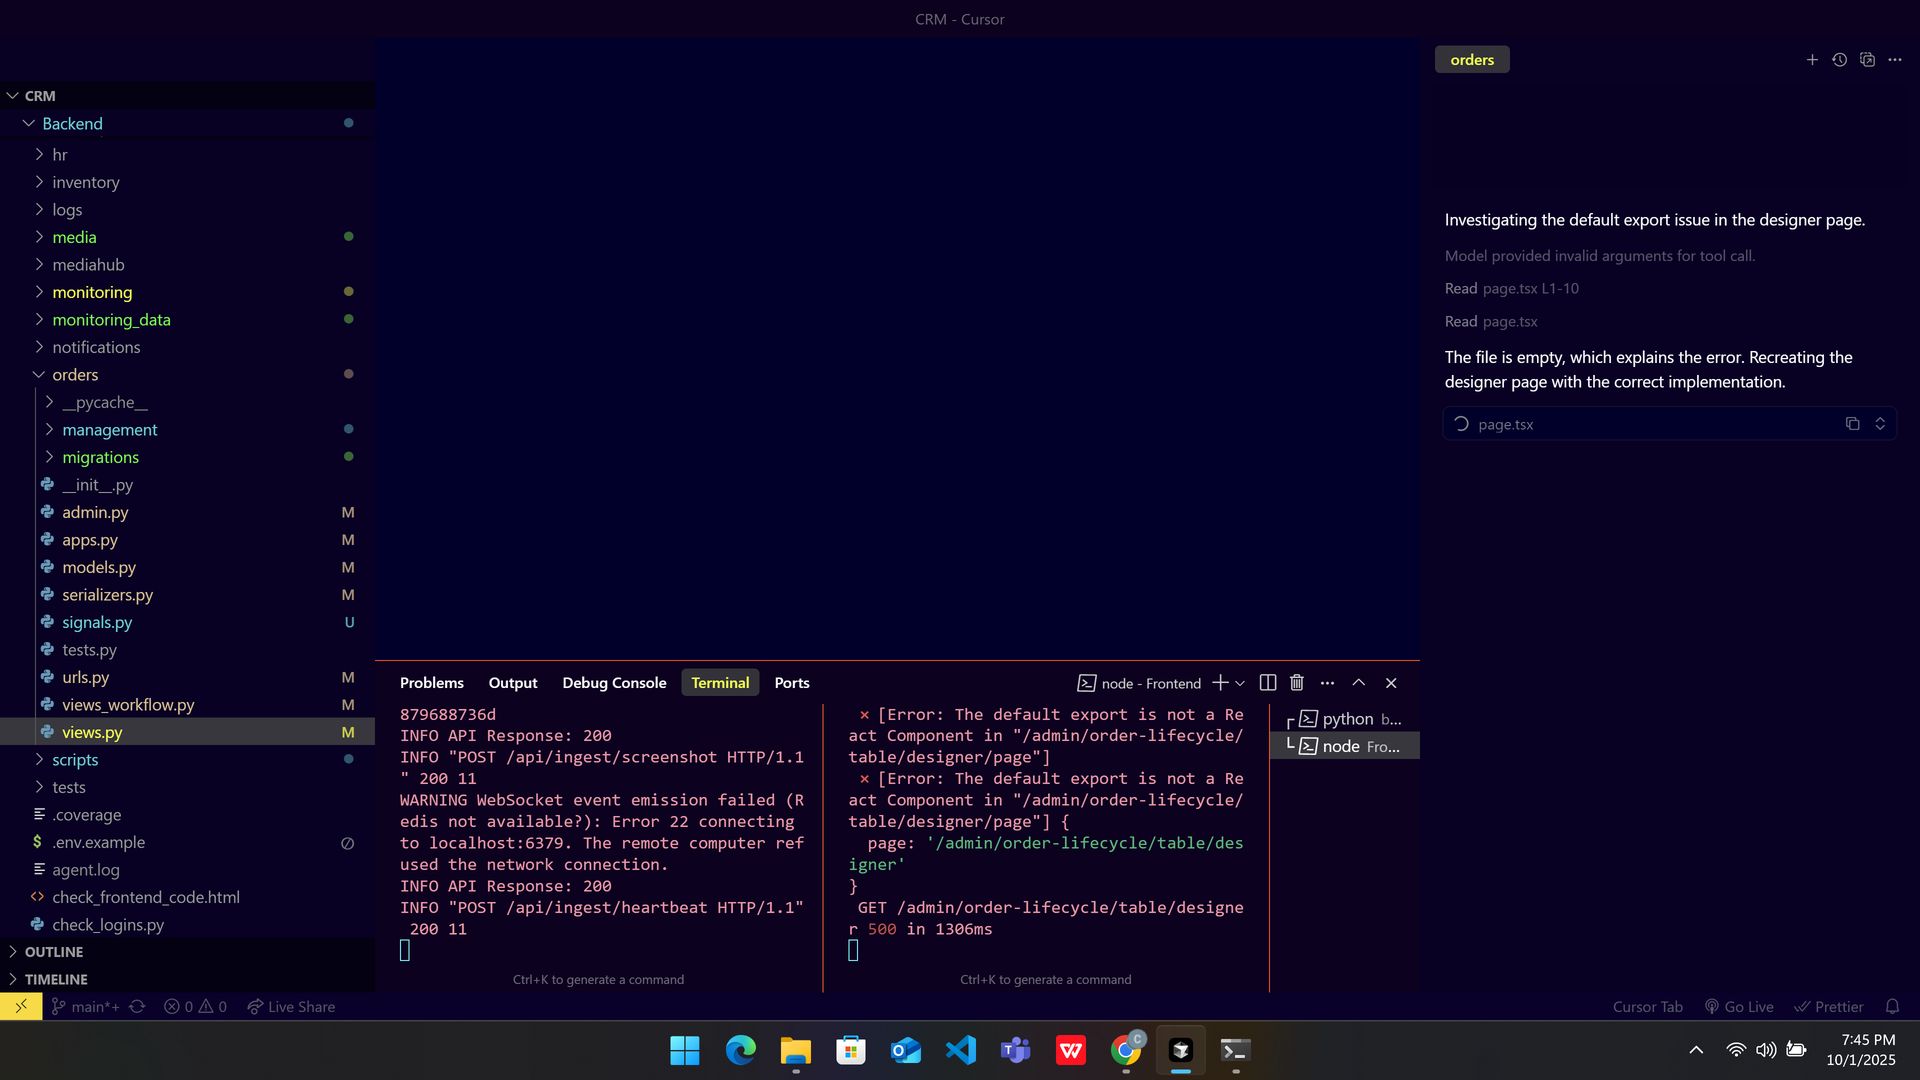 CRM - Cursor
CRM
Backend
hr
inventory
logs
media
mediahub
monitoring
monitoring_data
notifications
orders
__pycache__
management
migrations
__init__.py
admin.py M
apps.py M
models.py M
serializers.py M
signals.py U
tests.py
urls.py M
views_workflow.py M
views.py M
scripts
tests
.coverage
$ .env.example
agent.log
check_frontend_code.html
check_logins.py
OUTLINE
TIMELINE
Problems Output Debug Console Terminal Ports
node - Frontend
879688736d
INFO API Response: 200
INFO "POST /api/ingest/screenshot HTTP/1.1
" 200 11
WARNING WebSocket event emission failed (R
edis not available?): Error 22 connecting
to localhost:6379. The remote computer ref
used the network connection.
INFO API Response: 200
INFO "POST /api/ingest/heartbeat HTTP/1.1"
200 11
Ctrl+K to generate a command
× [Error: The default export is not a Re
act Component in "/admin/order-lifecycle/
table/designer/page"]
× [Error: The default export is not a Re
act Component in "/admin/order-lifecycle/
table/designer/page"] {
page: '/admin/order-lifecycle/table/des
igner'
}
GET /admin/order-lifecycle/table/designe
r 500 in 1306ms
Ctrl+K to generate a command
python b...
node Fro...
orders
Investigating the default export issue in the designer page.
Model provided invalid arguments for tool call.
Read page.tsx L1-10
Read page.tsx
The file is empty, which explains the error. Recreating the
designer page with the correct implementation.
page.tsx
main*+ 0 0 Live Share
Cursor Tab Go Live Prettier
C
T
W
7:45 PM
10/1/2025